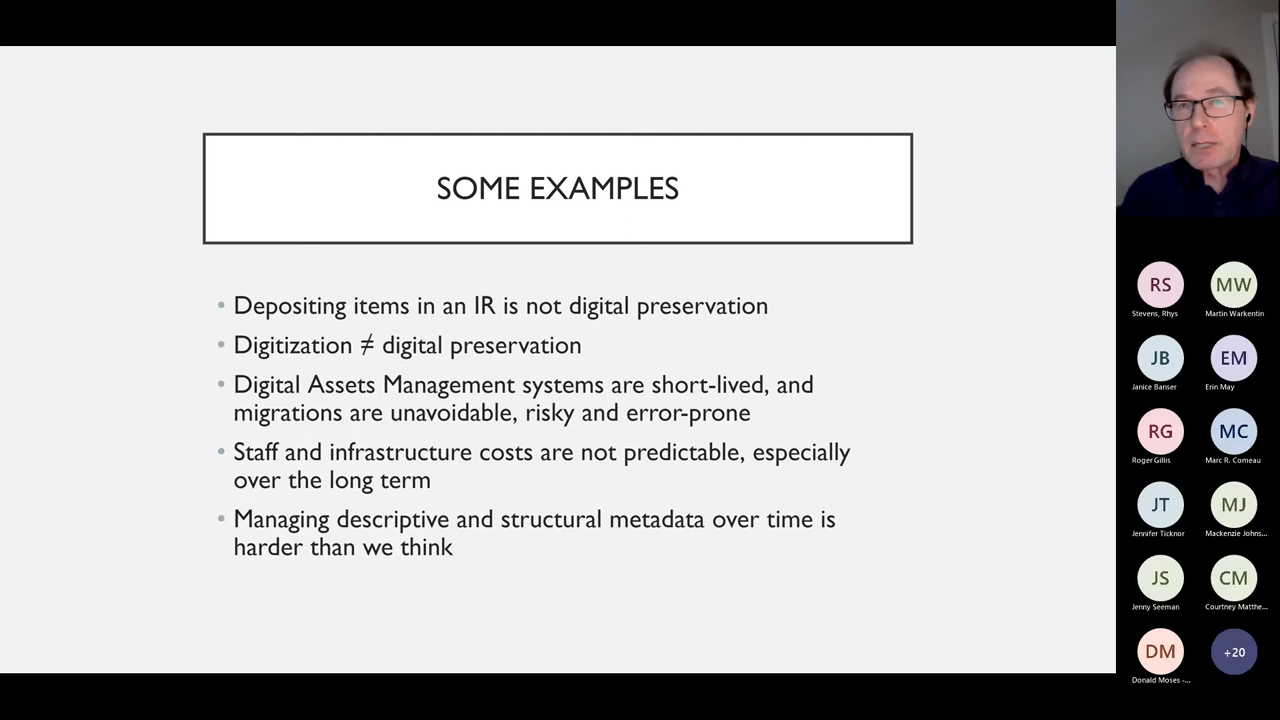 SOME EXAMPLES
• Depositing items in an IR is not digital preservation
• Digitization ≠ digital preservation
• Digital Assets Management systems are short-lived, and
migrations are unavoidable, risky and error-prone
• Staff and infrastructure costs are not predictable, especially
over the long term
• Managing descriptive and structural metadata over time is
harder than we think
RS MW
Stevens, Rhys Martin Warkentin
JB EM
Janice Banser Erin May
RG MC
Roger Gillis Marc R. Comeau
JT MJ
Jennifer Ticknor Mackenzie Johns...
JS CM
Jenny Seeman Courtney Matthe...
DM +20
Donald Moses -...